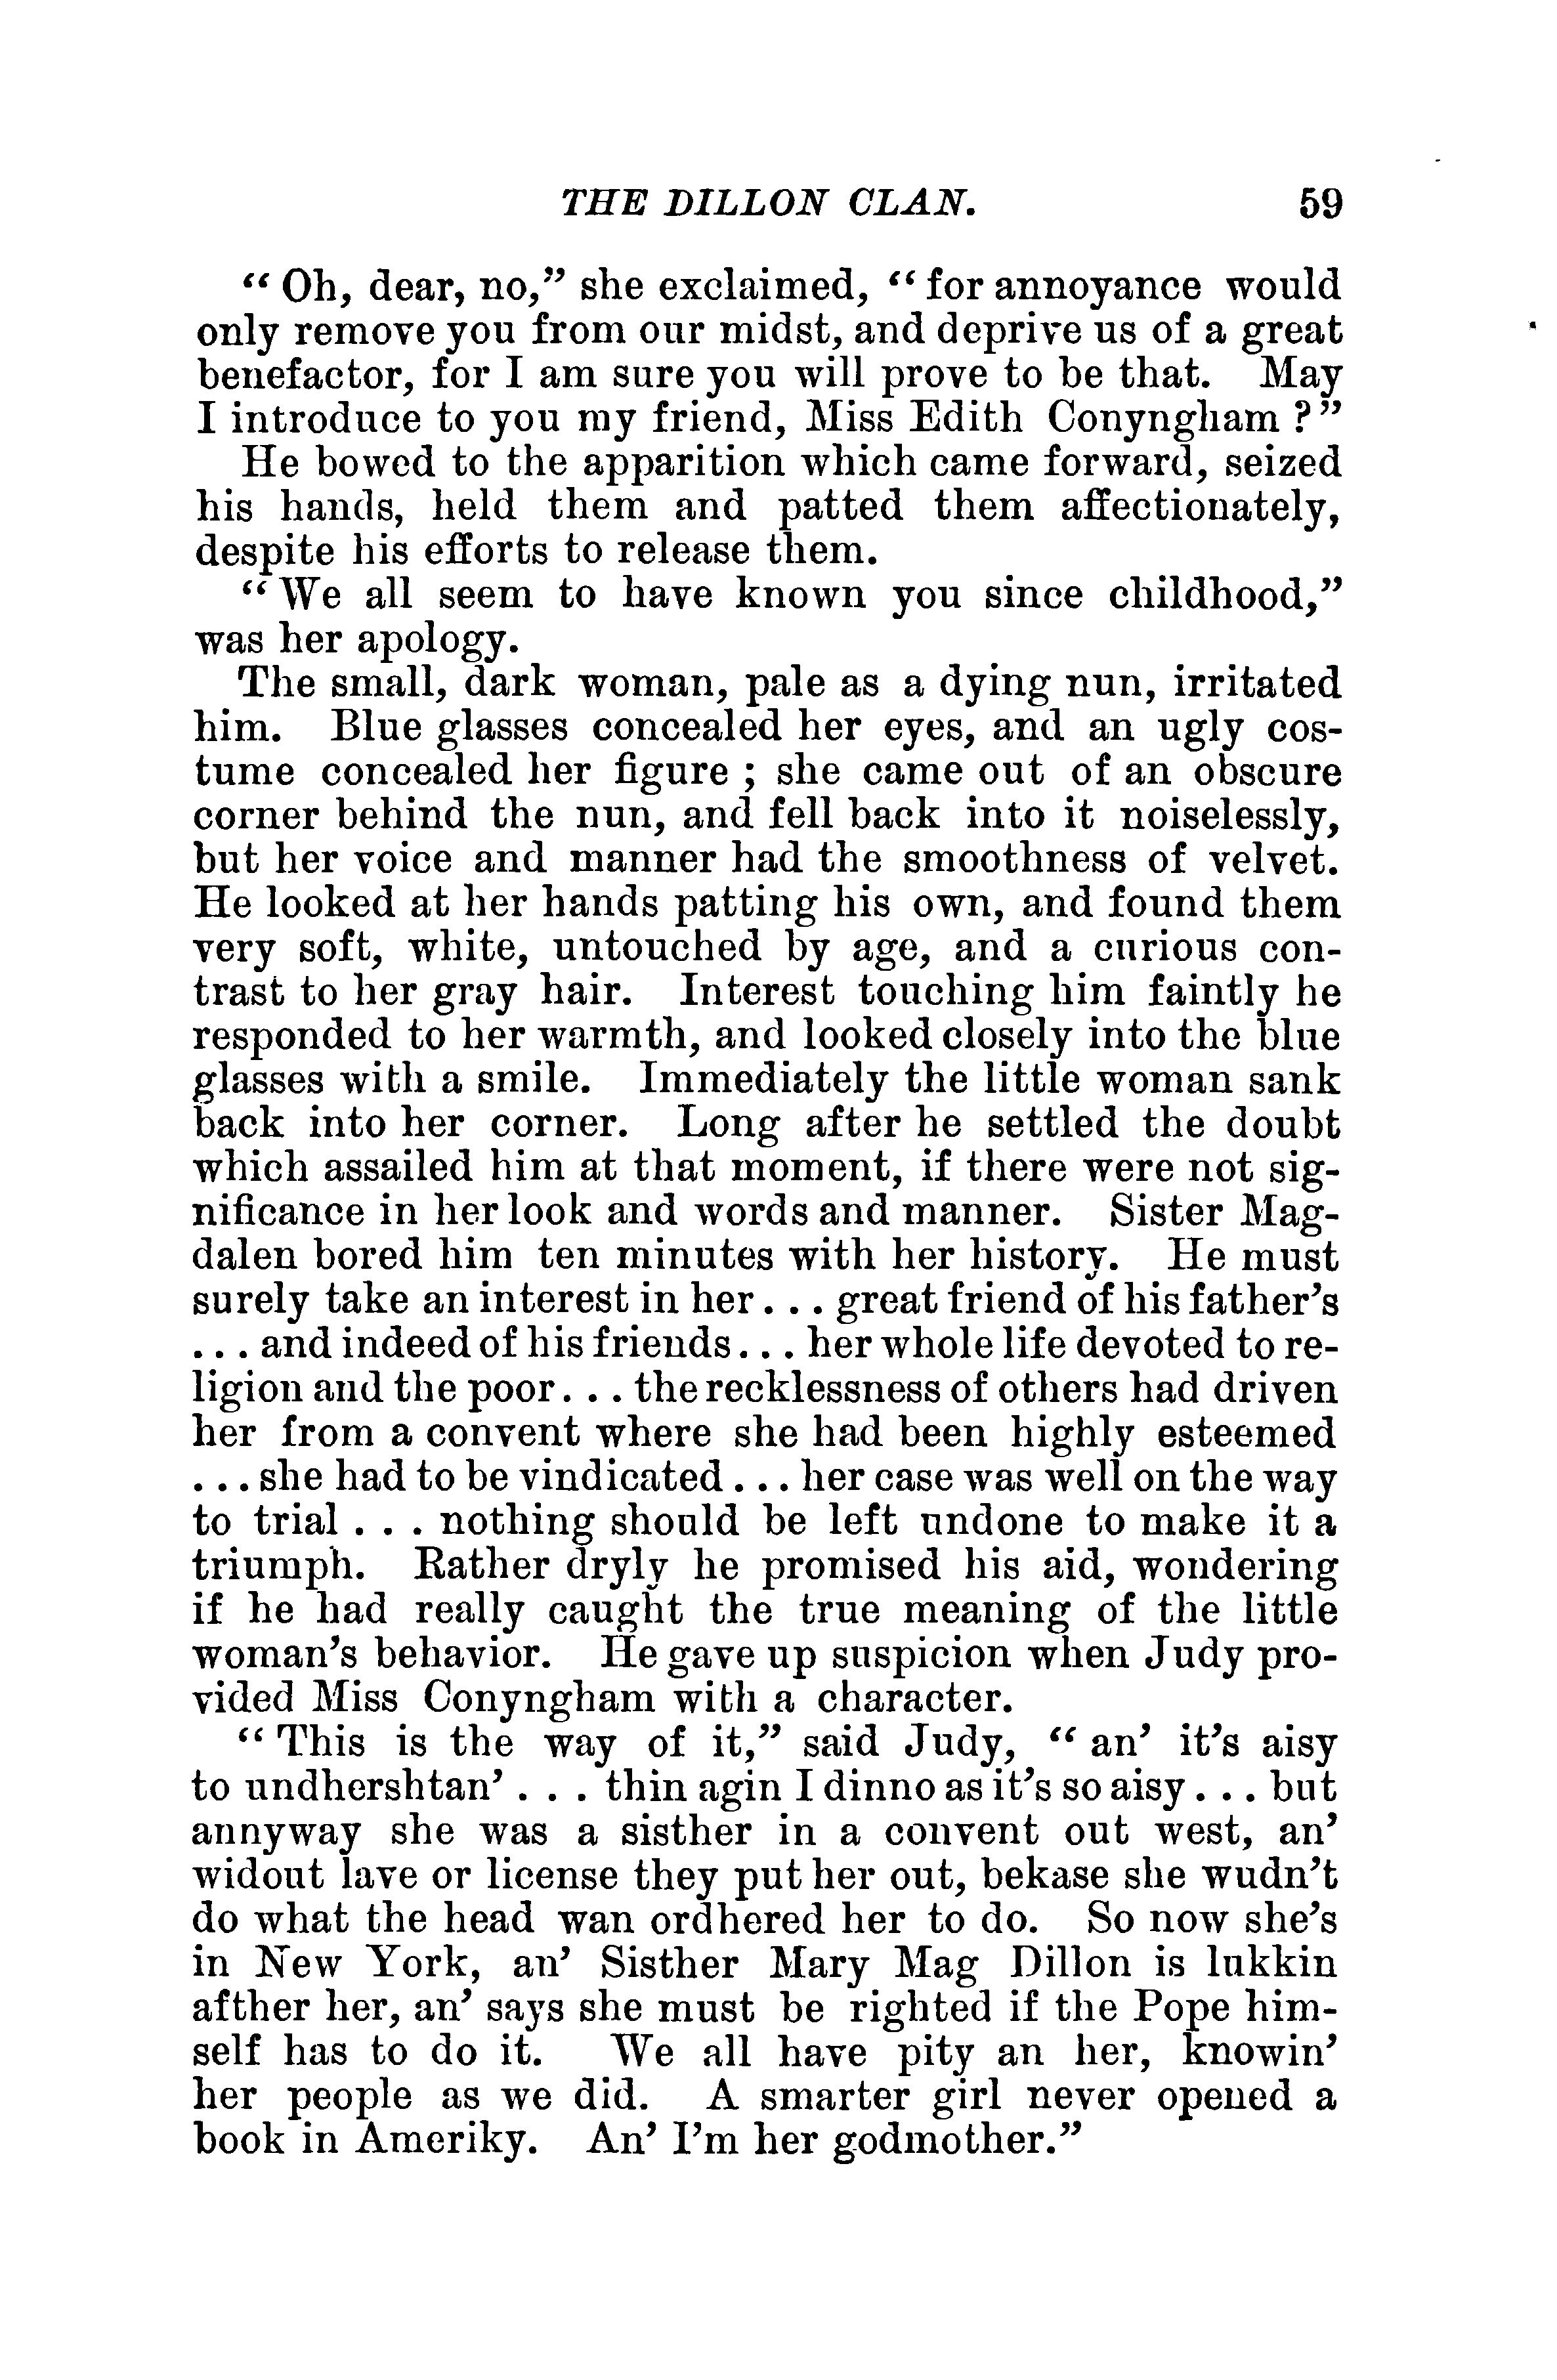 THE DILLON CLAN. 59
“ Oh, dear, no,” she exclaimed, “ for annoyance would
only remove you from our midst, and deprive us of a great
benefactor, for I am sure you will prove to be that. May
I introduce to you my friend, Miss Edith Conyngham ?”
He bowed to the apparition which came forward, seized
his hands, held them and patted them affectionately,
despite his efforts to release them.
“ We all seem to have known you since childhood,”
was her apology.
The small, dark woman, pale as a dying nun, irritated
him. Blue glasses concealed her eyes, and an ugly cos-
tume concealed her figure ; she came out of an obscure
corner behind the nun, and fell back into it noiselessly,
but her voice and manner had the smoothness of velvet.
He looked at her hands patting his own, and found them
very soft, white, untouched by age, and a curious con-
trast to her gray hair. Interest touching him faintly he
responded to her warmth, and looked closely into the blue
glasses with a smile. Immediately the little woman sank
back into her corner. Long after he settled the doubt
which assailed him at that moment, if there were not sig-
nificance in her look and words and manner. Sister Mag-
dalen bored him ten minutes with her history. He must
surely take an interest in her . . . great friend of his father’s
. . . and indeed of his friends . . . her whole life devoted to re-
ligion and the poor . . . the recklessness of others had driven
her from a convent where she had been highly esteemed
. . . she had to be vindicated . . . her case was well on the way
to trial . . . nothing should be left undone to make it a
triumph. Rather dryly he promised his aid, wondering
if he had really caught the true meaning of the little
woman’s behavior. He gave up suspicion when Judy pro-
vided Miss Conyngham with a character.
“ This is the way of it,” said Judy, “ an’ it’s aisy
to undhershtan’ . . . thin agin I dinno as it’s so aisy . . . but
annyway she was a sisther in a convent out west, an’
widout lave or license they put her out, bekase she wudn’t
do what the head wan ordhered her to do. So now she’s
in New York, an’ Sisther Mary Mag Dillon is lukkin
afther her, an’ says she must be righted if the Pope him-
self has to do it. We all have pity an her, knowin’
her people as we did. A smarter girl never opened a
book in Ameriky. An’ I’m her godmother.”